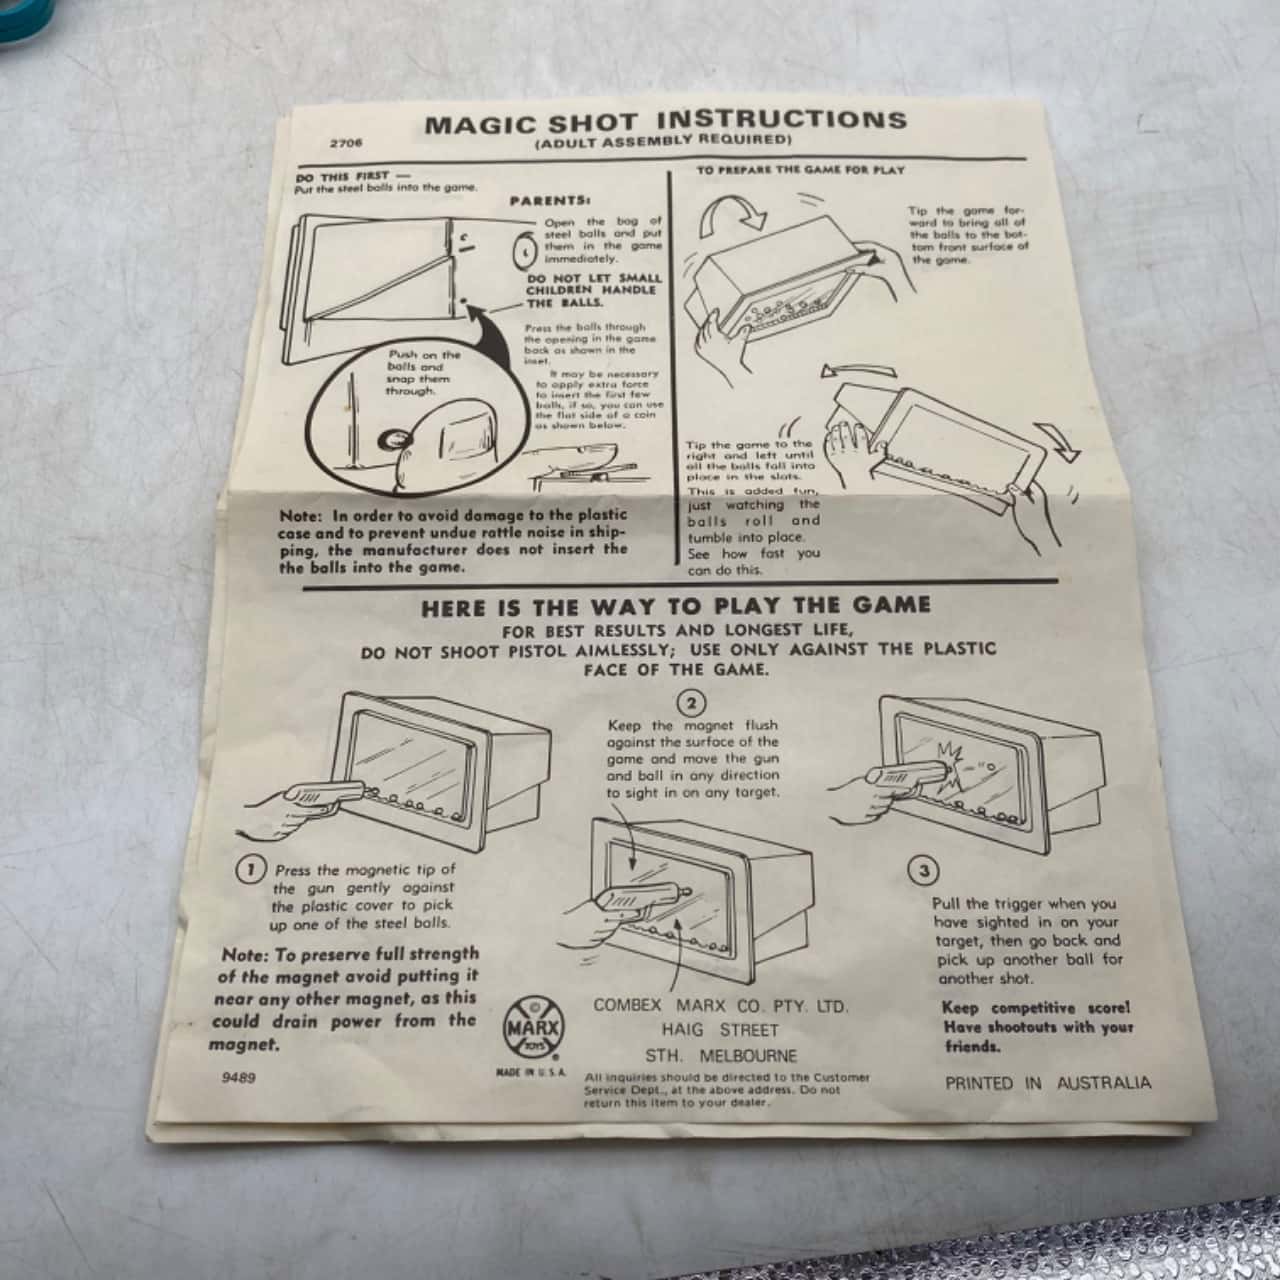 MAGIC SHOT INSTRUCTIONS
2706
(ADULT ASSEMBLY REQUIRED)
DO THIS FIRST —
Put the steel balls into the game.
PARENTS:
Open the bag of
steel balls and put
them in the game
immediately.
DO NOT LET SMALL
CHILDREN HANDLE
THE BALLS.
Press the balls through
the opening in the game
back as shown in the
inset.
It may be necessary
to apply extra force
to insert the first few
balls, if so, you can use
the flat side of a coin
as shown below.
Push on the
balls and
snap them
through.
Note: In order to avoid damage to the plastic
case and to prevent undue rattle noise in ship-
ping, the manufacturer does not insert the
the balls into the game.
TO PREPARE THE GAME FOR PLAY
Tip the game for-
ward to bring all of
the balls to the bot-
tom front surface of
the game.
Tip the game to the
right and left until
all the balls fall into
place in the slots.
This is added fun,
just watching the
balls roll and
tumble into place.
See how fast you
can do this.
HERE IS THE WAY TO PLAY THE GAME
FOR BEST RESULTS AND LONGEST LIFE,
DO NOT SHOOT PISTOL AIMLESSLY; USE ONLY AGAINST THE PLASTIC
FACE OF THE GAME.
1 Press the magnetic tip of
the gun gently against
the plastic cover to pick
up one of the steel balls.
Note: To preserve full strength
of the magnet avoid putting it
near any other magnet, as this
could drain power from the
magnet.
9489
2
Keep the magnet flush
against the surface of the
game and move the gun
and ball in any direction
to sight in on any target.
3
Pull the trigger when you
have sighted in on your
target, then go back and
pick up another ball for
another shot.
Keep competitive score!
Have shootouts with your
friends.
©
MARX
TOYS
®
MADE IN U.S.A.
COMBEX MARX CO. PTY. LTD.
HAIG STREET
STH. MELBOURNE
All inquiries should be directed to the Customer
Service Dept., at the above address. Do not
return this item to your dealer.
PRINTED IN AUSTRALIA